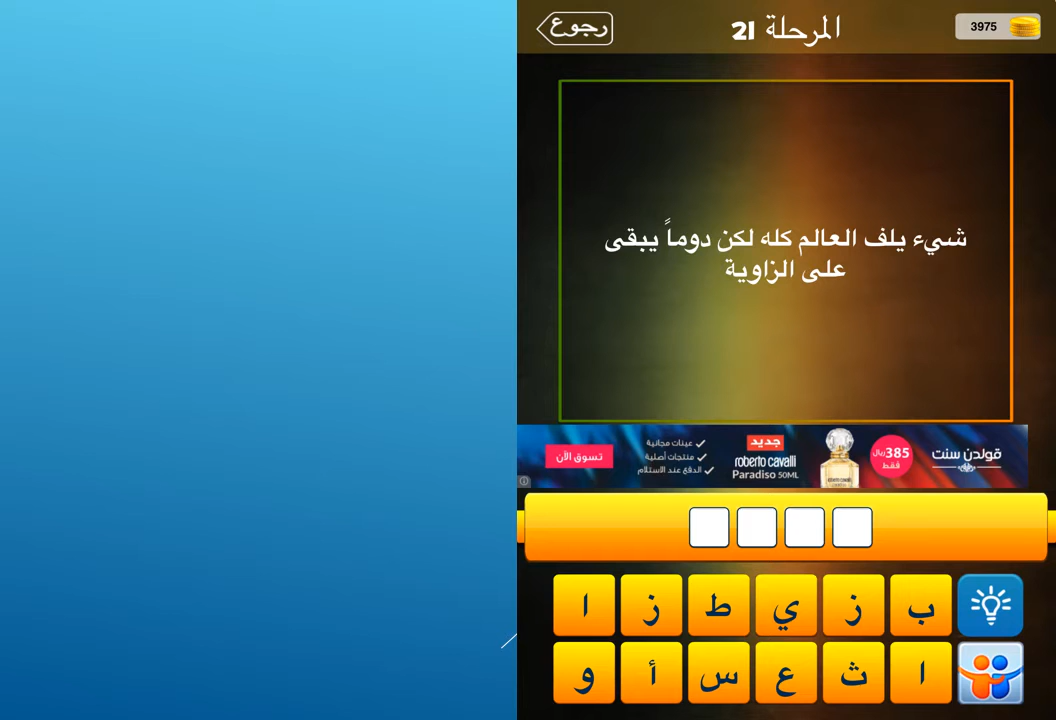 رجوع
المرحلة 21
3975
شيء يلف العالم كله لكن دوماً يبقى
على الزاوية
قولدن سنت
385 ريال
فقط
جديد
roberto cavalli
Paradiso 50ML
عينات مجانية
منتجات أصلية
الدفع عند الاستلام
تسوق الآن
ب ز ي ط ز ا
ا ث ع س أ و